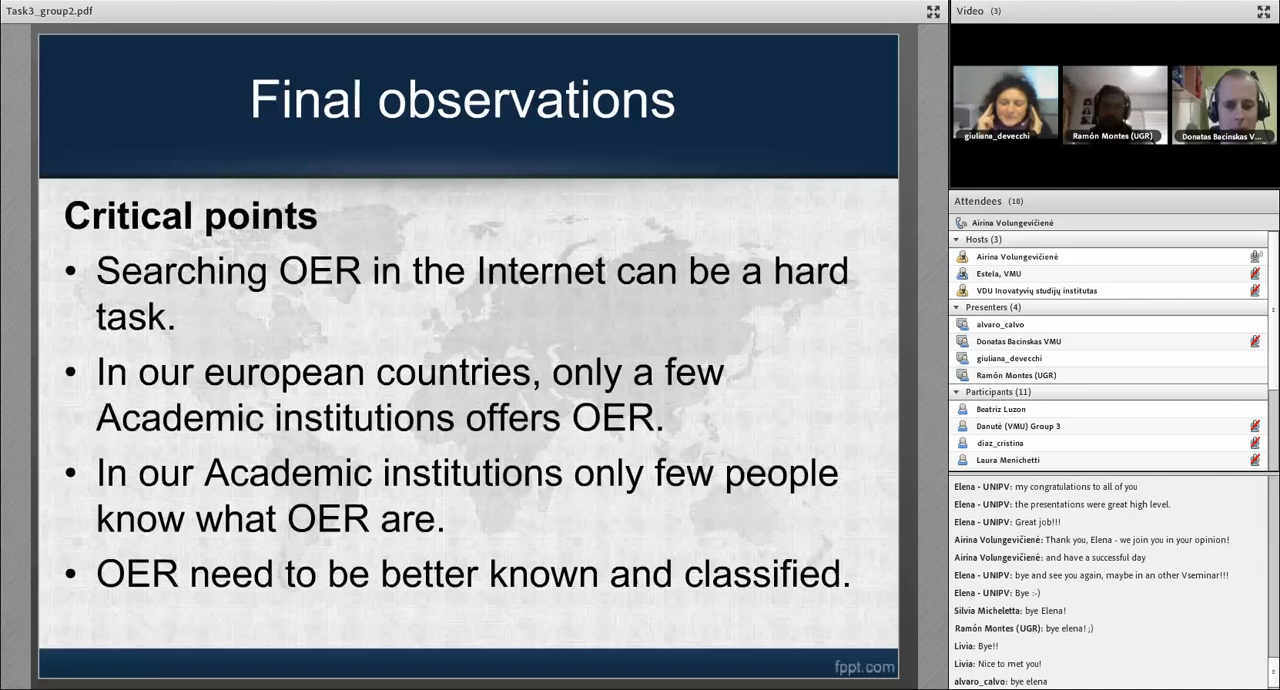 Task3_group2.pdf
Final observations
Critical points
• Searching OER in the Internet can be a hard
task.
• In our european countries, only a few
Academic institutions offers OER.
• In our Academic institutions only few people
know what OER are.
• OER need to be better known and classified.
fppt.com
Video (3)
giuliana_devecchi
Ramón Montes (UGR)
Donatas Bacinskas V...
Attendees (18)
Airina Volungevičienė
Hosts (3)
Airina Volungevičienė
Estela, VMU
VDU Inovatyvių studijų institutas
Presenters (4)
alvaro_calvo
Donatas Bacinskas VMU
giuliana_devecchi
Ramón Montes (UGR)
Participants (11)
Beatriz Luzon
Danutė (VMU) Group 3
diaz_cristina
Laura Menichetti
Elena - UNIPV: my congratulations to all of you
Elena - UNIPV: the presentations were great high level.
Elena - UNIPV: Great job!!!
Airina Volungevičienė: Thank you, Elena - we join you in your opinion!
Airina Volungevičienė: and have a successful day
Elena - UNIPV: bye and see you again, maybe in an other Vseminar!!!
Elena - UNIPV: Bye :-)
Silvia Micheletta: bye Elena!
Ramón Montes (UGR): bye elena! ;)
Livia: Bye!!
Livia: Nice to met you!
alvaro_calvo: bye elena